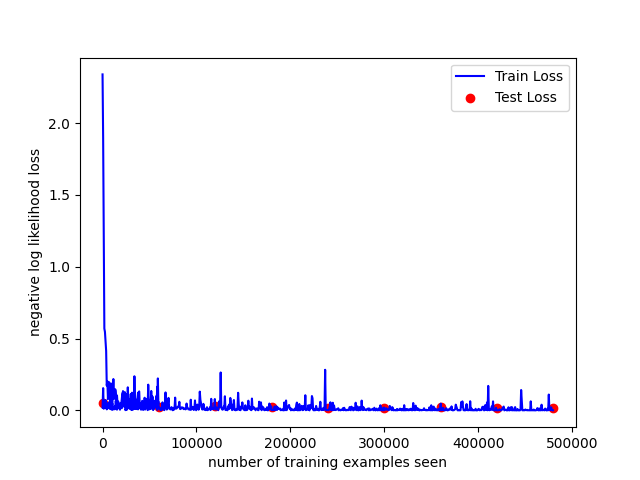 Train Loss
Test Loss
2.0
1.5
1.0
0.5
0.0
negative log likelihood loss
0 100000 200000 300000 400000 500000
number of training examples seen